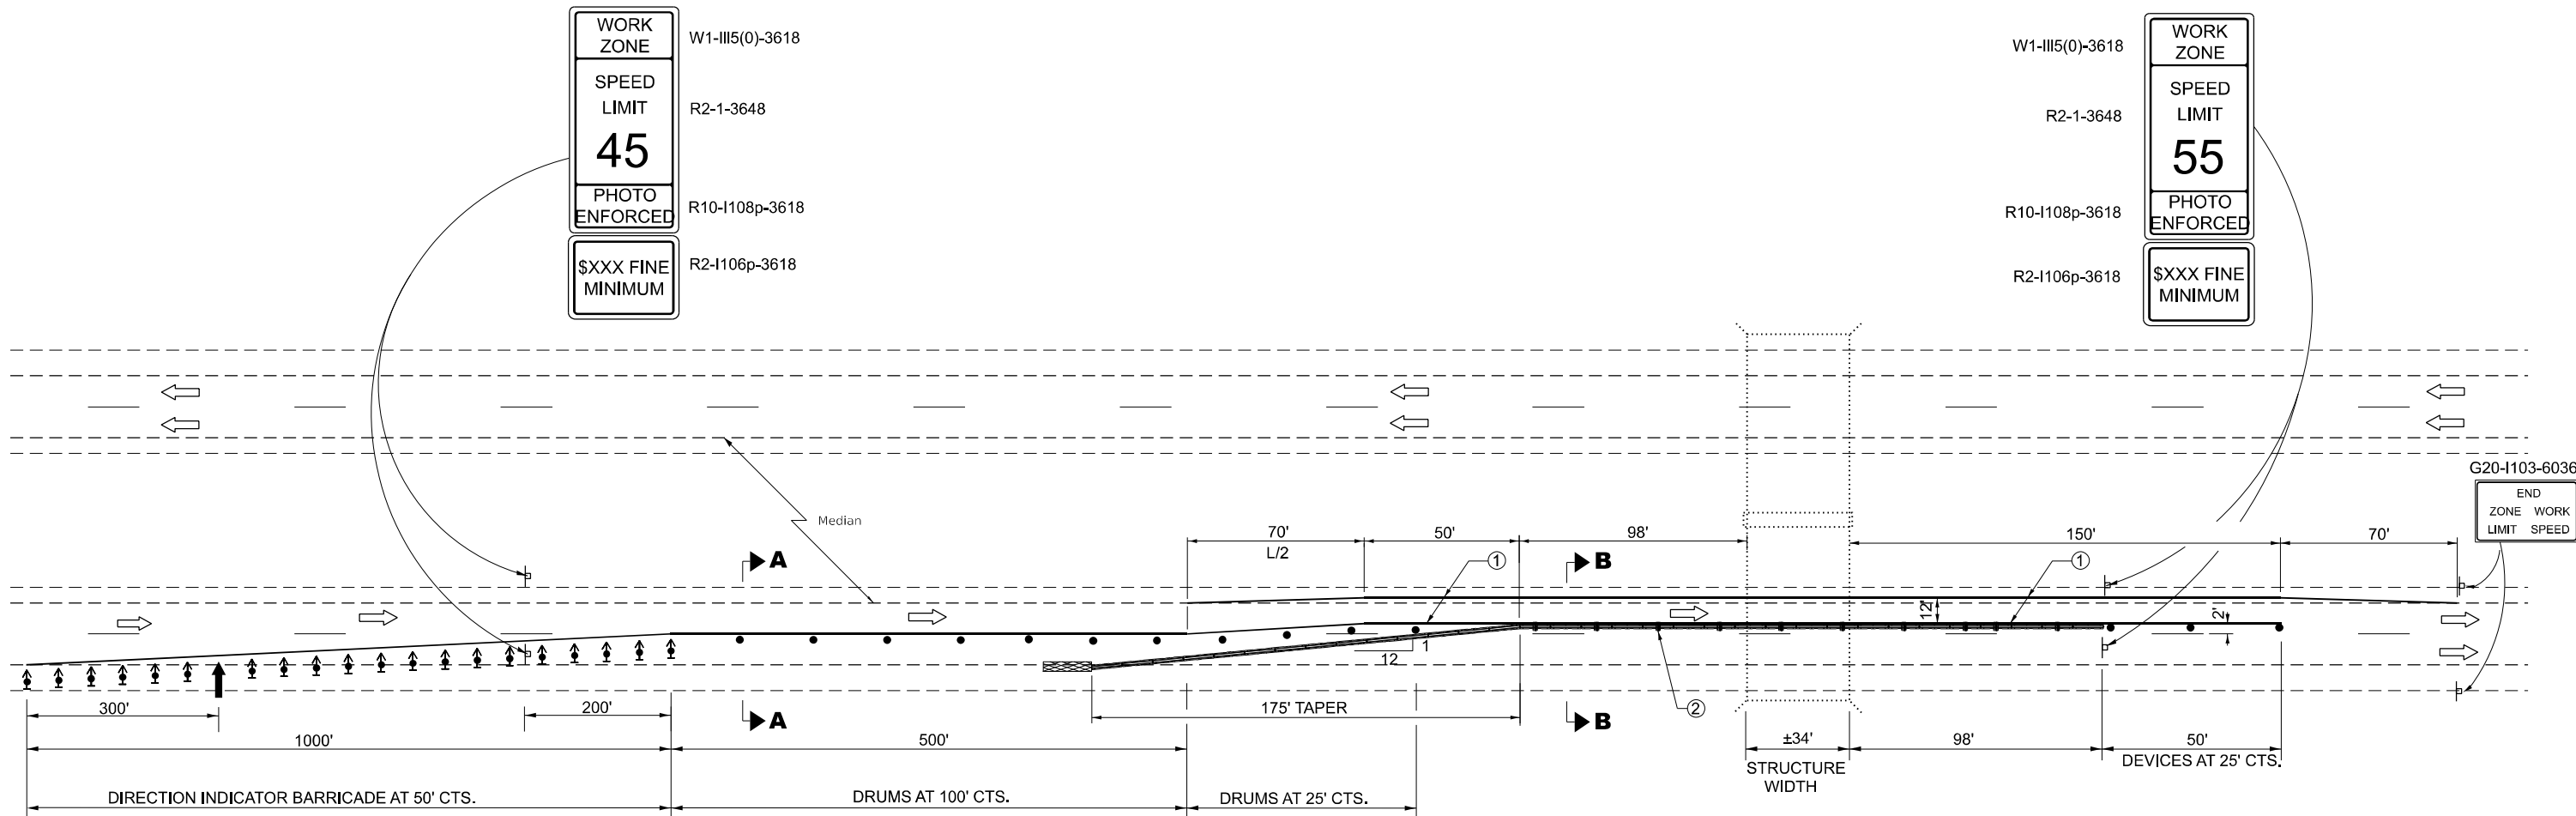 WORK
ZONE
SPEED
LIMIT
45
PHOTO
ENFORCED
$XXX FINE
MINIMUM
W1-III5(0)-3618
R2-1-3648
R10-I108p-3618
R2-I106p-3618
W1-III5(0)-3618
R2-1-3648
R10-I108p-3618
R2-I106p-3618
WORK
ZONE
SPEED
LIMIT
55
PHOTO
ENFORCED
$XXX FINE
MINIMUM
G20-I103-6036
END
ZONE WORK
LIMIT SPEED
Median
70'
L/2
50'
98'
150'
70'
A
B
1
1
12'
2'
1
12
2
300'
200'
175' TAPER
A
B
1000'
500'
±34'
98'
50'
STRUCTURE
WIDTH
DEVICES AT 25' CTS.
DIRECTION INDICATOR BARRICADE AT 50' CTS.
DRUMS AT 100' CTS.
DRUMS AT 25' CTS.